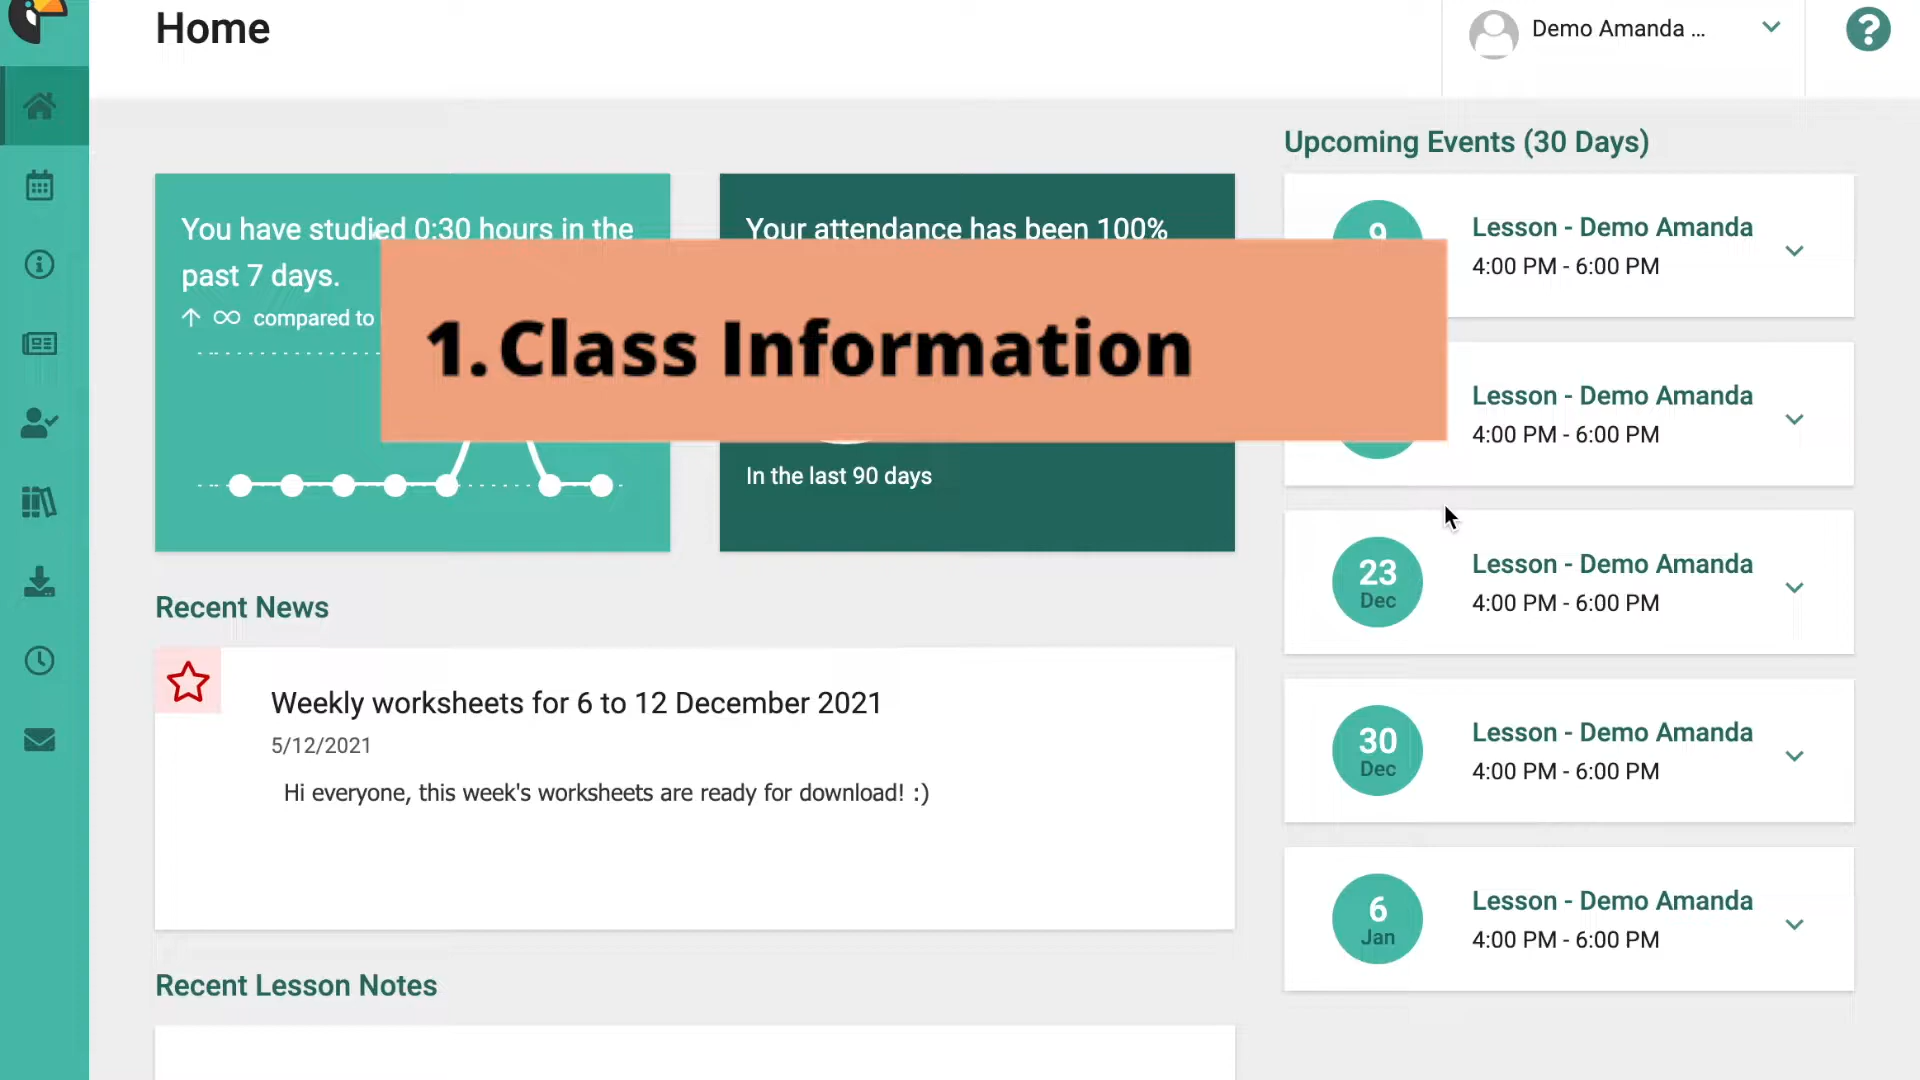 Home
Demo Amanda ...
?
Upcoming Events (30 Days)
You have studied 0:30 hours in the
past 7 days.
↑ ∞ compared to
Your attendance has been 100%
1. Class Information
In the last 90 days
9
Lesson - Demo Amanda
4:00 PM - 6:00 PM
Lesson - Demo Amanda
4:00 PM - 6:00 PM
23
Dec
Lesson - Demo Amanda
4:00 PM - 6:00 PM
30
Dec
Lesson - Demo Amanda
4:00 PM - 6:00 PM
6
Jan
Lesson - Demo Amanda
4:00 PM - 6:00 PM
Recent News
Weekly worksheets for 6 to 12 December 2021
5/12/2021
Hi everyone, this week's worksheets are ready for download! :)
Recent Lesson Notes